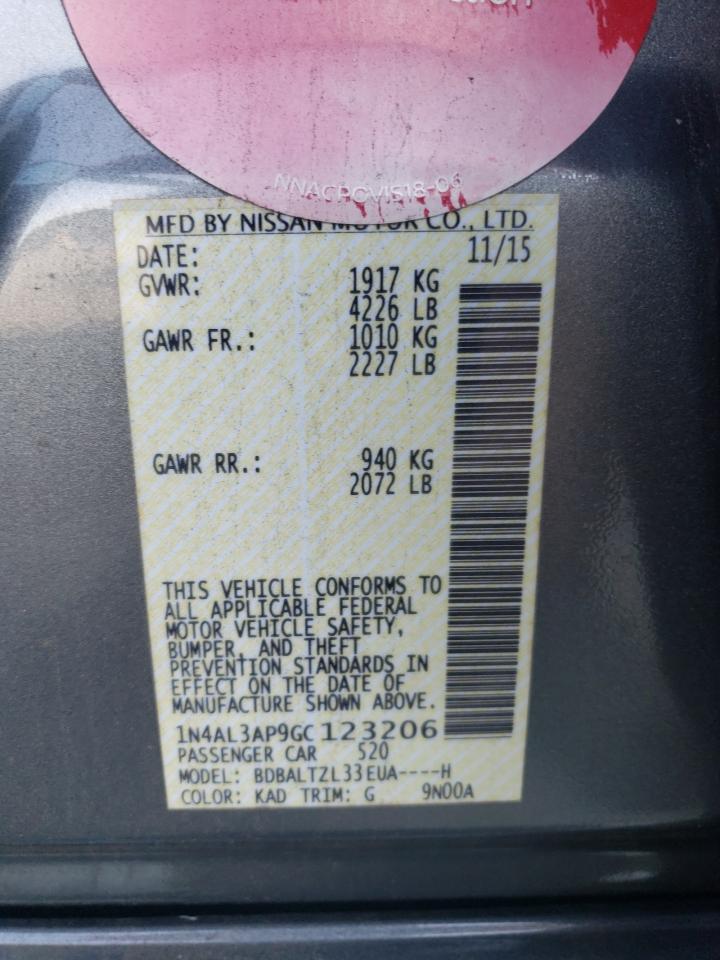 NNACPOVIS18-06
MFD BY NISSAN MOTOR CO., LTD.
DATE: 11/15
GVWR: 1917 KG
4226 LB
GAWR FR.: 1010 KG
2227 LB
GAWR RR.: 940 KG
2072 LB
THIS VEHICLE CONFORMS TO
ALL APPLICABLE FEDERAL
MOTOR VEHICLE SAFETY,
BUMPER, AND THEFT
PREVENTION STANDARDS IN
EFFECT ON THE DATE OF
MANUFACTURE SHOWN ABOVE.
1N4AL3AP9GC123206
PASSENGER CAR 520
MODEL: BDBALTZL33EUA----H
COLOR: KAD TRIM: G 9N00A